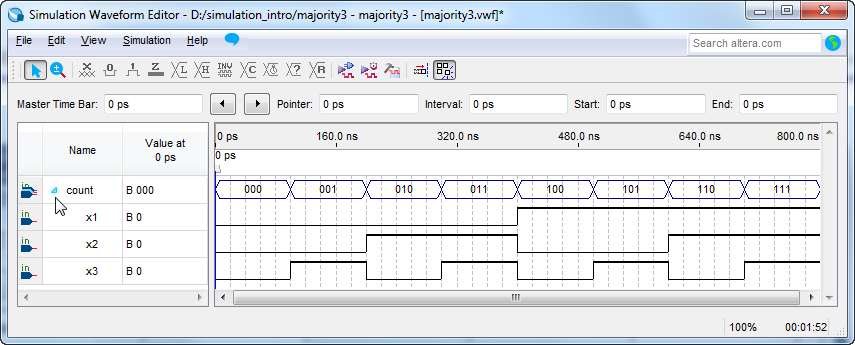 Simulation Waveform Editor - D:/simulation_intro/majority3 - majority3 - [majority3.vwf]*
File Edit View Simulation Help Search altera.com
Master Time Bar: 0 ps Pointer: 0 ps Interval: 0 ps Start: 0 ps End: 0 ps
Name Value at 0 ps 0 ps 160.0 ns 320.0 ns 480.0 ns 640.0 ns 800.0 ns
0 ps
in count B 000 000 001 010 011 100 101 110 111
in x1 B 0
in x2 B 0
in x3 B 0
100% 00:01:52